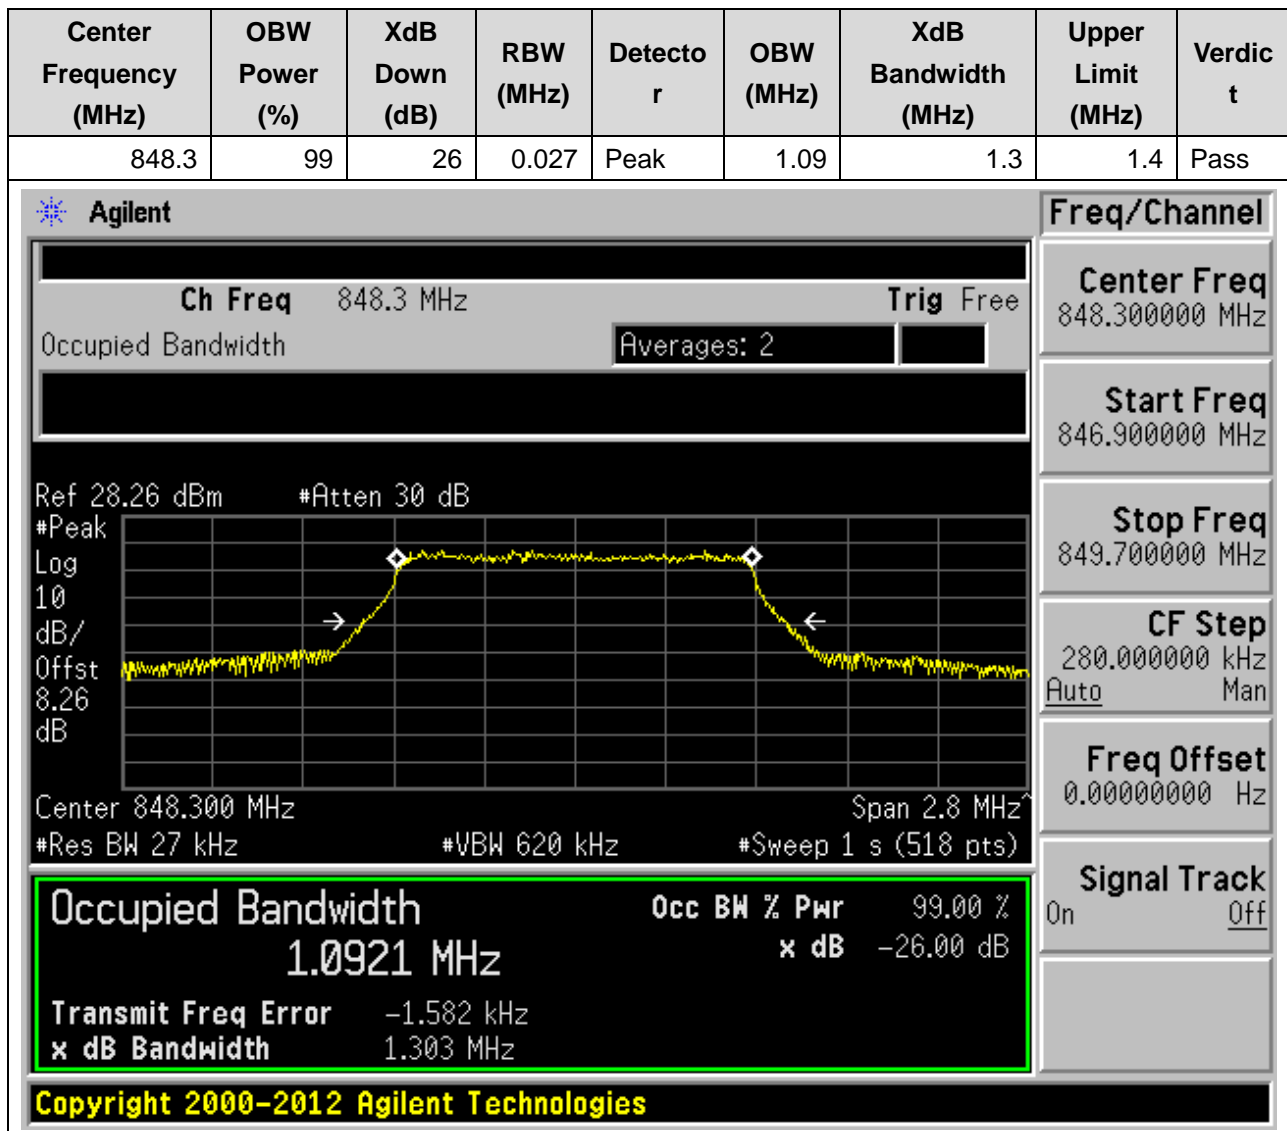 Center Frequency (MHz) OBW Power (%) XdB Down (dB) RBW (MHz) Detecto r OBW (MHz) XdB Bandwidth (MHz) Upper Limit (MHz) Verdic t
848.3 99 26 0.027 Peak 1.09 1.3 1.4 Pass
Agilent
Freq/Channel
Ch Freq 848.3 MHz Trig Free
Occupied Bandwidth Averages: 2
Ref 28.26 dBm #Atten 30 dB
#Peak
Log
10
dB/
Offst
8.26
dB
Center 848.300 MHz Span 2.8 MHz^
#Res BW 27 kHz #VBW 620 kHz #Sweep 1 s (518 pts)
Occupied Bandwidth Occ BW % Pwr 99.00 %
1.0921 MHz x dB -26.00 dB
Transmit Freq Error -1.582 kHz
x dB Bandwidth 1.303 MHz
Center Freq
848.300000 MHz
Start Freq
846.900000 MHz
Stop Freq
849.700000 MHz
CF Step
280.000000 kHz
Auto Man
Freq Offset
0.00000000 Hz
Signal Track
On Off
Copyright 2000-2012 Agilent Technologies